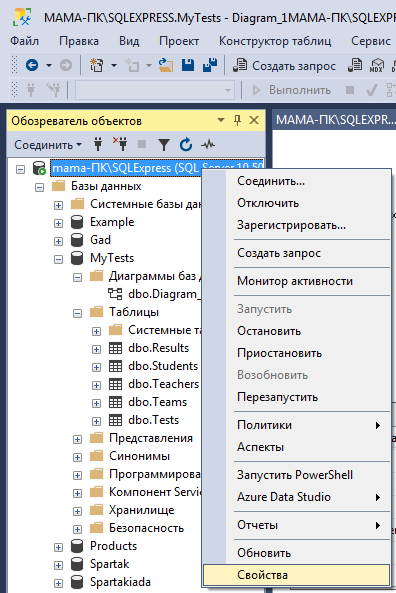 МАМА-ПК\SQLEXPRESS.MyTests - Diagram_1МАМА-ПК\SQLEXP
Файл Правка Вид Проект Конструктор таблиц Сервис
Создать запрос
Выполнить
Обозреватель объектов
МАМА-ПК\SQLEXPR...
Соединить
мама-ПК\SQLExpress (SQL Server 10.50
Базы данных
Системные базы дан
Example
Gad
MyTests
Диаграммы баз д
dbo.Diagram_
Таблицы
Системные та
dbo.Results
dbo.Students
dbo.Teachers
dbo.Teams
dbo.Tests
Представления
Синонимы
Программирова
Компонент Servic
Хранилище
Безопасность
Products
Spartak
Spartakiada
Соединить...
Отключить
Зарегистрировать...
Создать запрос
Монитор активности
Запустить
Остановить
Приостановить
Возобновить
Перезапустить
Политики
Аспекты
Запустить PowerShell
Azure Data Studio
Отчеты
Обновить
Свойства